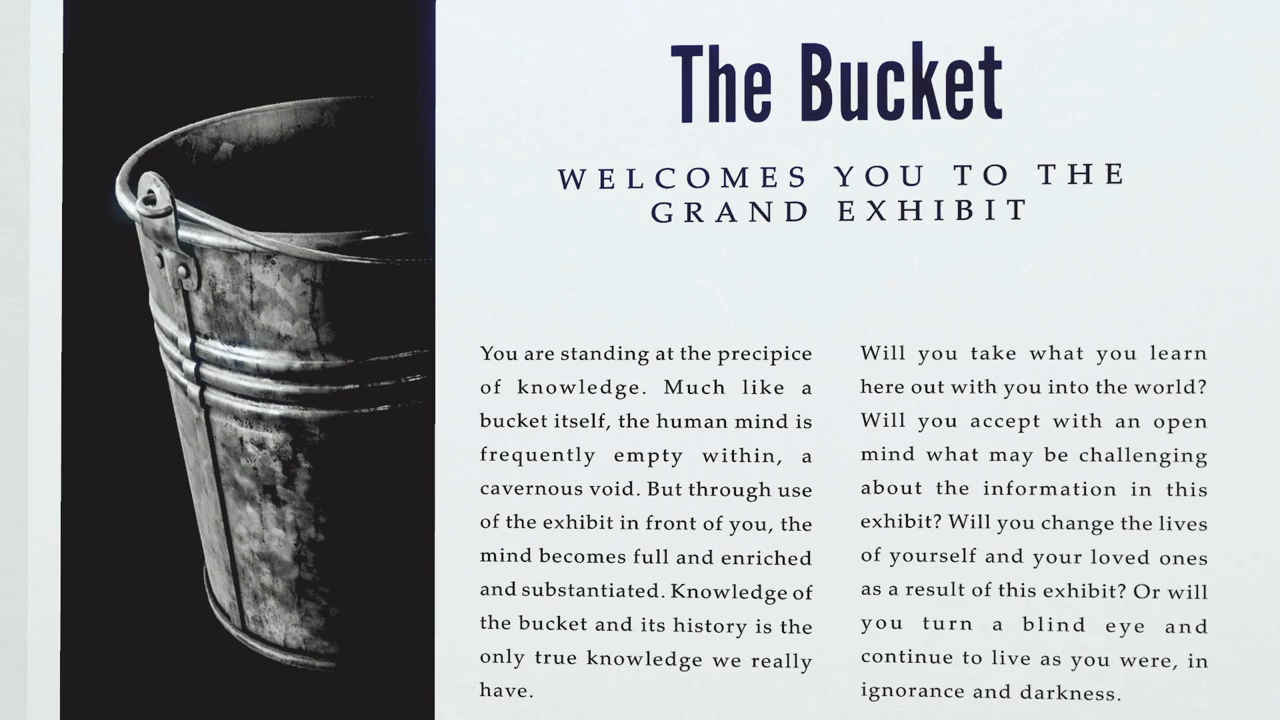 The Bucket
WELCOMES YOU TO THE
GRAND EXHIBIT
You are standing at the precipice
of knowledge. Much like a
bucket itself, the human mind is
frequently empty within, a
cavernous void. But through use
of the exhibit in front of you, the
mind becomes full and enriched
and substantiated. Knowledge of
the bucket and its history is the
only true knowledge we really
have.
Will you take what you learn
here out with you into the world?
Will you accept with an open
mind what may be challenging
about the information in this
exhibit? Will you change the lives
of yourself and your loved ones
as a result of this exhibit? Or will
you turn a blind eye and
continue to live as you were, in
ignorance and darkness.